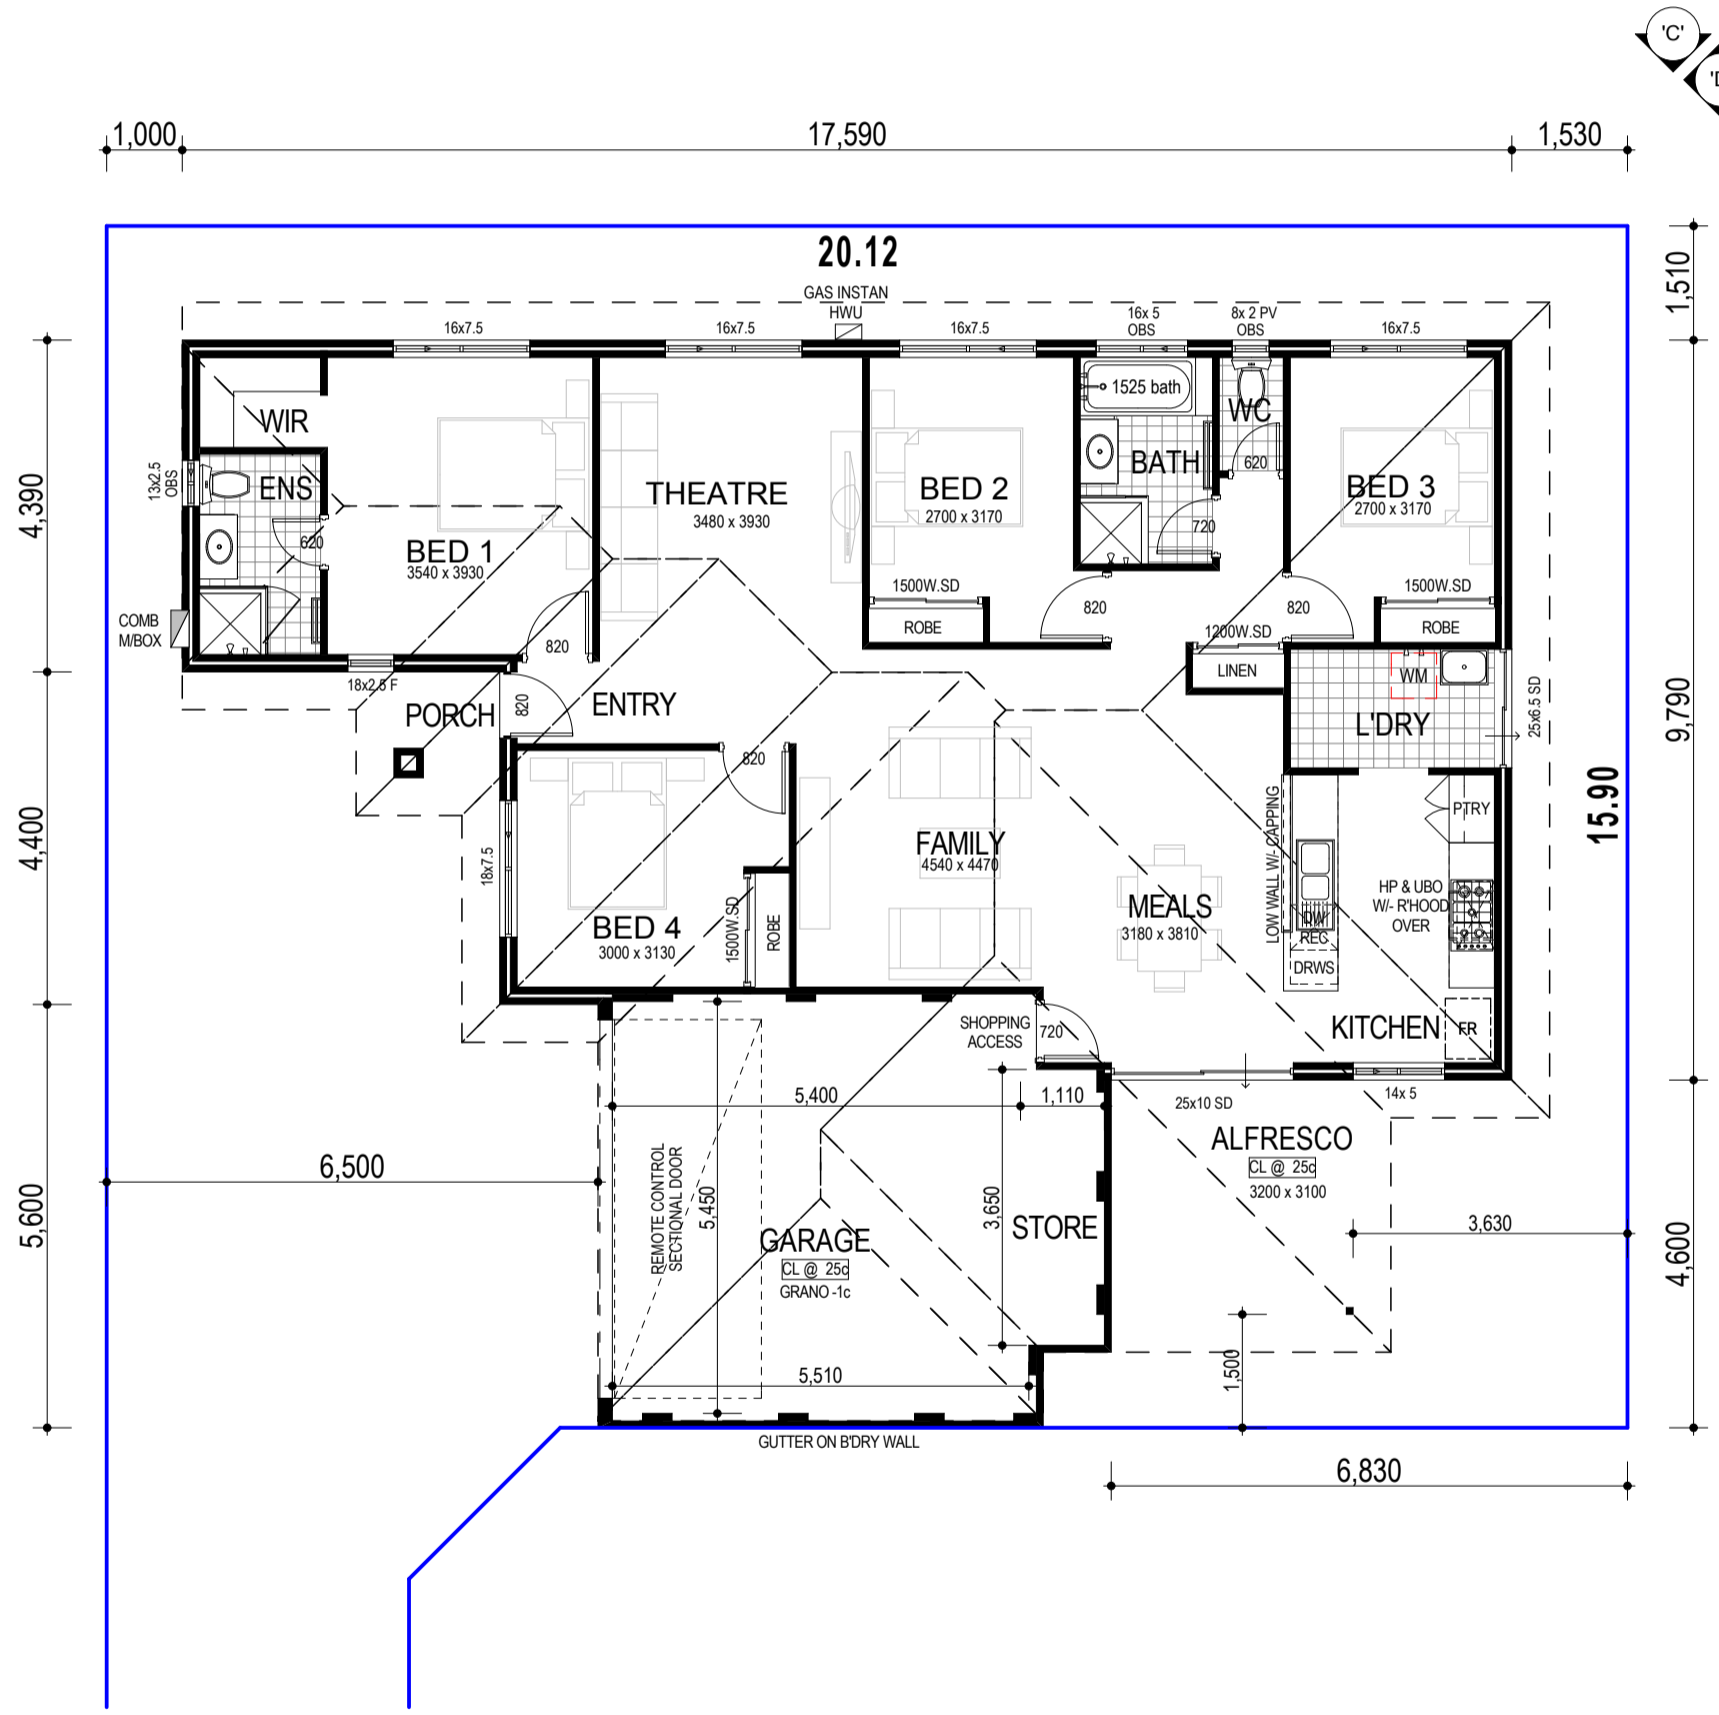 'C'
1,000
17,590
1,530
20.12
1,510
GAS INSTAN
HWU
16x7.5
16x7.5
16x7.5
16x 5
OBS
8x 2 PV
OBS
16x7.5
4,390
13x2.5
OBS
WIR
ENS
620
BED 1
3540 x 3930
820
THEATRE
3480 x 3930
BED 2
2700 x 3170
1500W.SD
ROBE
820
1525 bath
BATH
720
WC
620
BED 3
2700 x 3170
1500W.SD
ROBE
820
1200W.SD
LINEN
COMB
M/BOX
18x2.5 F
PORCH
820
ENTRY
WM
L'DRY
25x6.5 SD
9,790
15.90
4,400
18x7.5
820
BED 4
3000 x 3130
1500W.SD
ROBE
FAMILY
4540 x 4470
MEALS
3180 x 3810
LOW WALL W/- CAPPING
PTRY
HP & UBO
W/- R'HOOD
OVER
DW
REC
DRWS
KITCHEN
FR
SHOPPING
ACCESS
720
14x 5
25x10 SD
5,400
1,110
ALFRESCO
CL @ 25c
3200 x 3100
5,600
6,500
REMOTE CONTROL
SECTIONAL DOOR
5,450
3,650
STORE
GARAGE
CL @ 25c
GRANO -1c
3,630
4,600
1,500
5,510
GUTTER ON B'DRY WALL
6,830